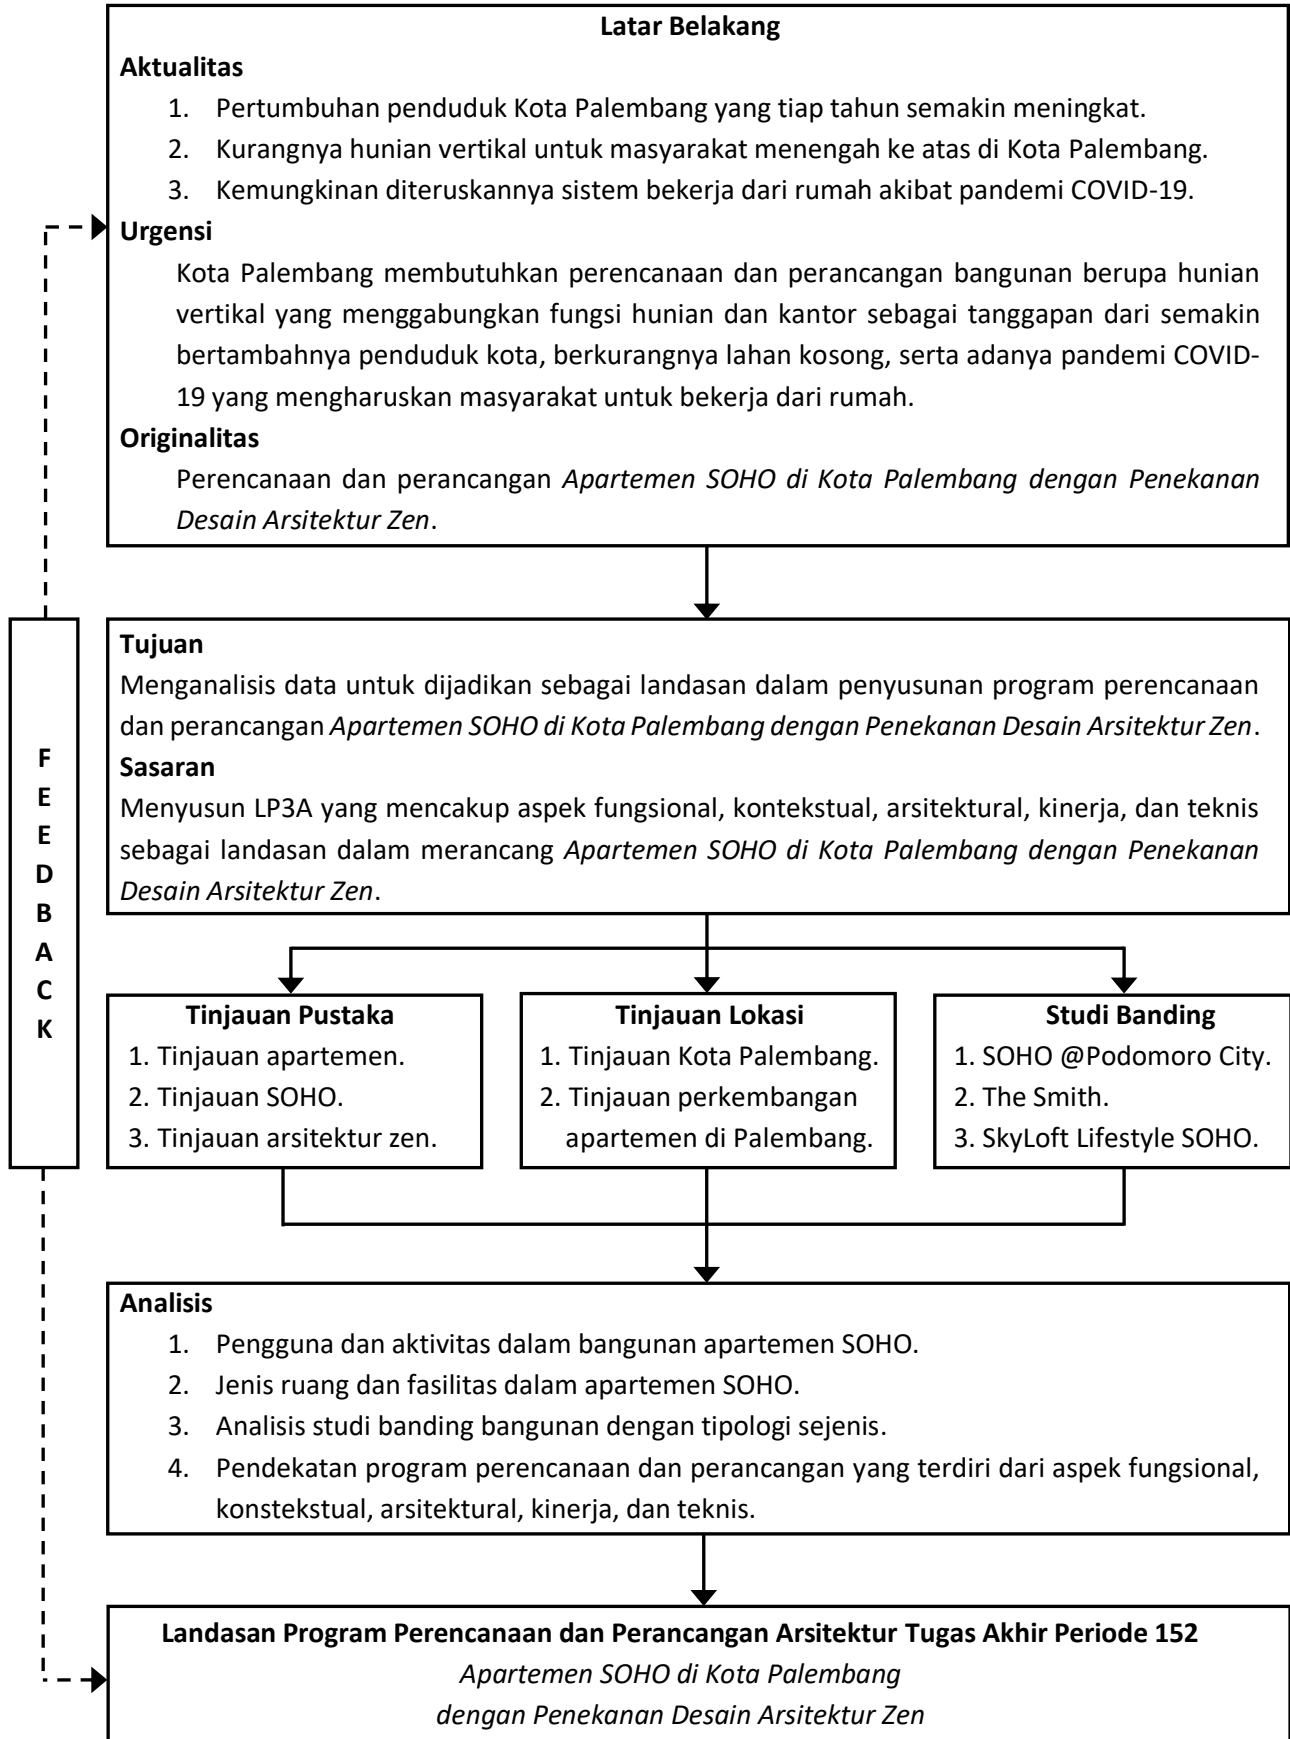 Latar Belakang
Aktualitas
1. Pertumbuhan penduduk Kota Palembang yang tiap tahun semakin meningkat.
2. Kurangnya hunian vertikal untuk masyarakat menengah ke atas di Kota Palembang.
3. Kemungkinan diteruskannya sistem bekerja dari rumah akibat pandemi COVID-19.
Urgensi
Kota Palembang membutuhkan perencanaan dan perancangan bangunan berupa hunian
vertikal yang menggabungkan fungsi hunian dan kantor sebagai tanggapan dari semakin
bertambahnya penduduk kota, berkurangnya lahan kosong, serta adanya pandemi COVID-
19 yang mengharuskan masyarakat untuk bekerja dari rumah.
Originalitas
Perencanaan dan perancangan Apartemen SOHO di Kota Palembang dengan Penekanan
Desain Arsitektur Zen.
F
E
E
D
B
A
C
K
Tujuan
Menganalisis data untuk dijadikan sebagai landasan dalam penyusunan program perencanaan
dan perancangan Apartemen SOHO di Kota Palembang dengan Penekanan Desain Arsitektur Zen.
Sasaran
Menyusun LP3A yang mencakup aspek fungsional, kontekstual, arsitektural, kinerja, dan teknis
sebagai landasan dalam merancang Apartemen SOHO di Kota Palembang dengan Penekanan
Desain Arsitektur Zen.
Tinjauan Pustaka
1. Tinjauan apartemen.
2. Tinjauan SOHO.
3. Tinjauan arsitektur zen.
Tinjauan Lokasi
1. Tinjauan Kota Palembang.
2. Tinjauan perkembangan
apartemen di Palembang.
Studi Banding
1. SOHO @Podomoro City.
2. The Smith.
3. SkyLoft Lifestyle SOHO.
Analisis
1. Pengguna dan aktivitas dalam bangunan apartemen SOHO.
2. Jenis ruang dan fasilitas dalam apartemen SOHO.
3. Analisis studi banding bangunan dengan tipologi sejenis.
4. Pendekatan program perencanaan dan perancangan yang terdiri dari aspek fungsional,
konstekstual, arsitektural, kinerja, dan teknis.
Landasan Program Perencanaan dan Perancangan Arsitektur Tugas Akhir Periode 152
Apartemen SOHO di Kota Palembang
dengan Penekanan Desain Arsitektur Zen